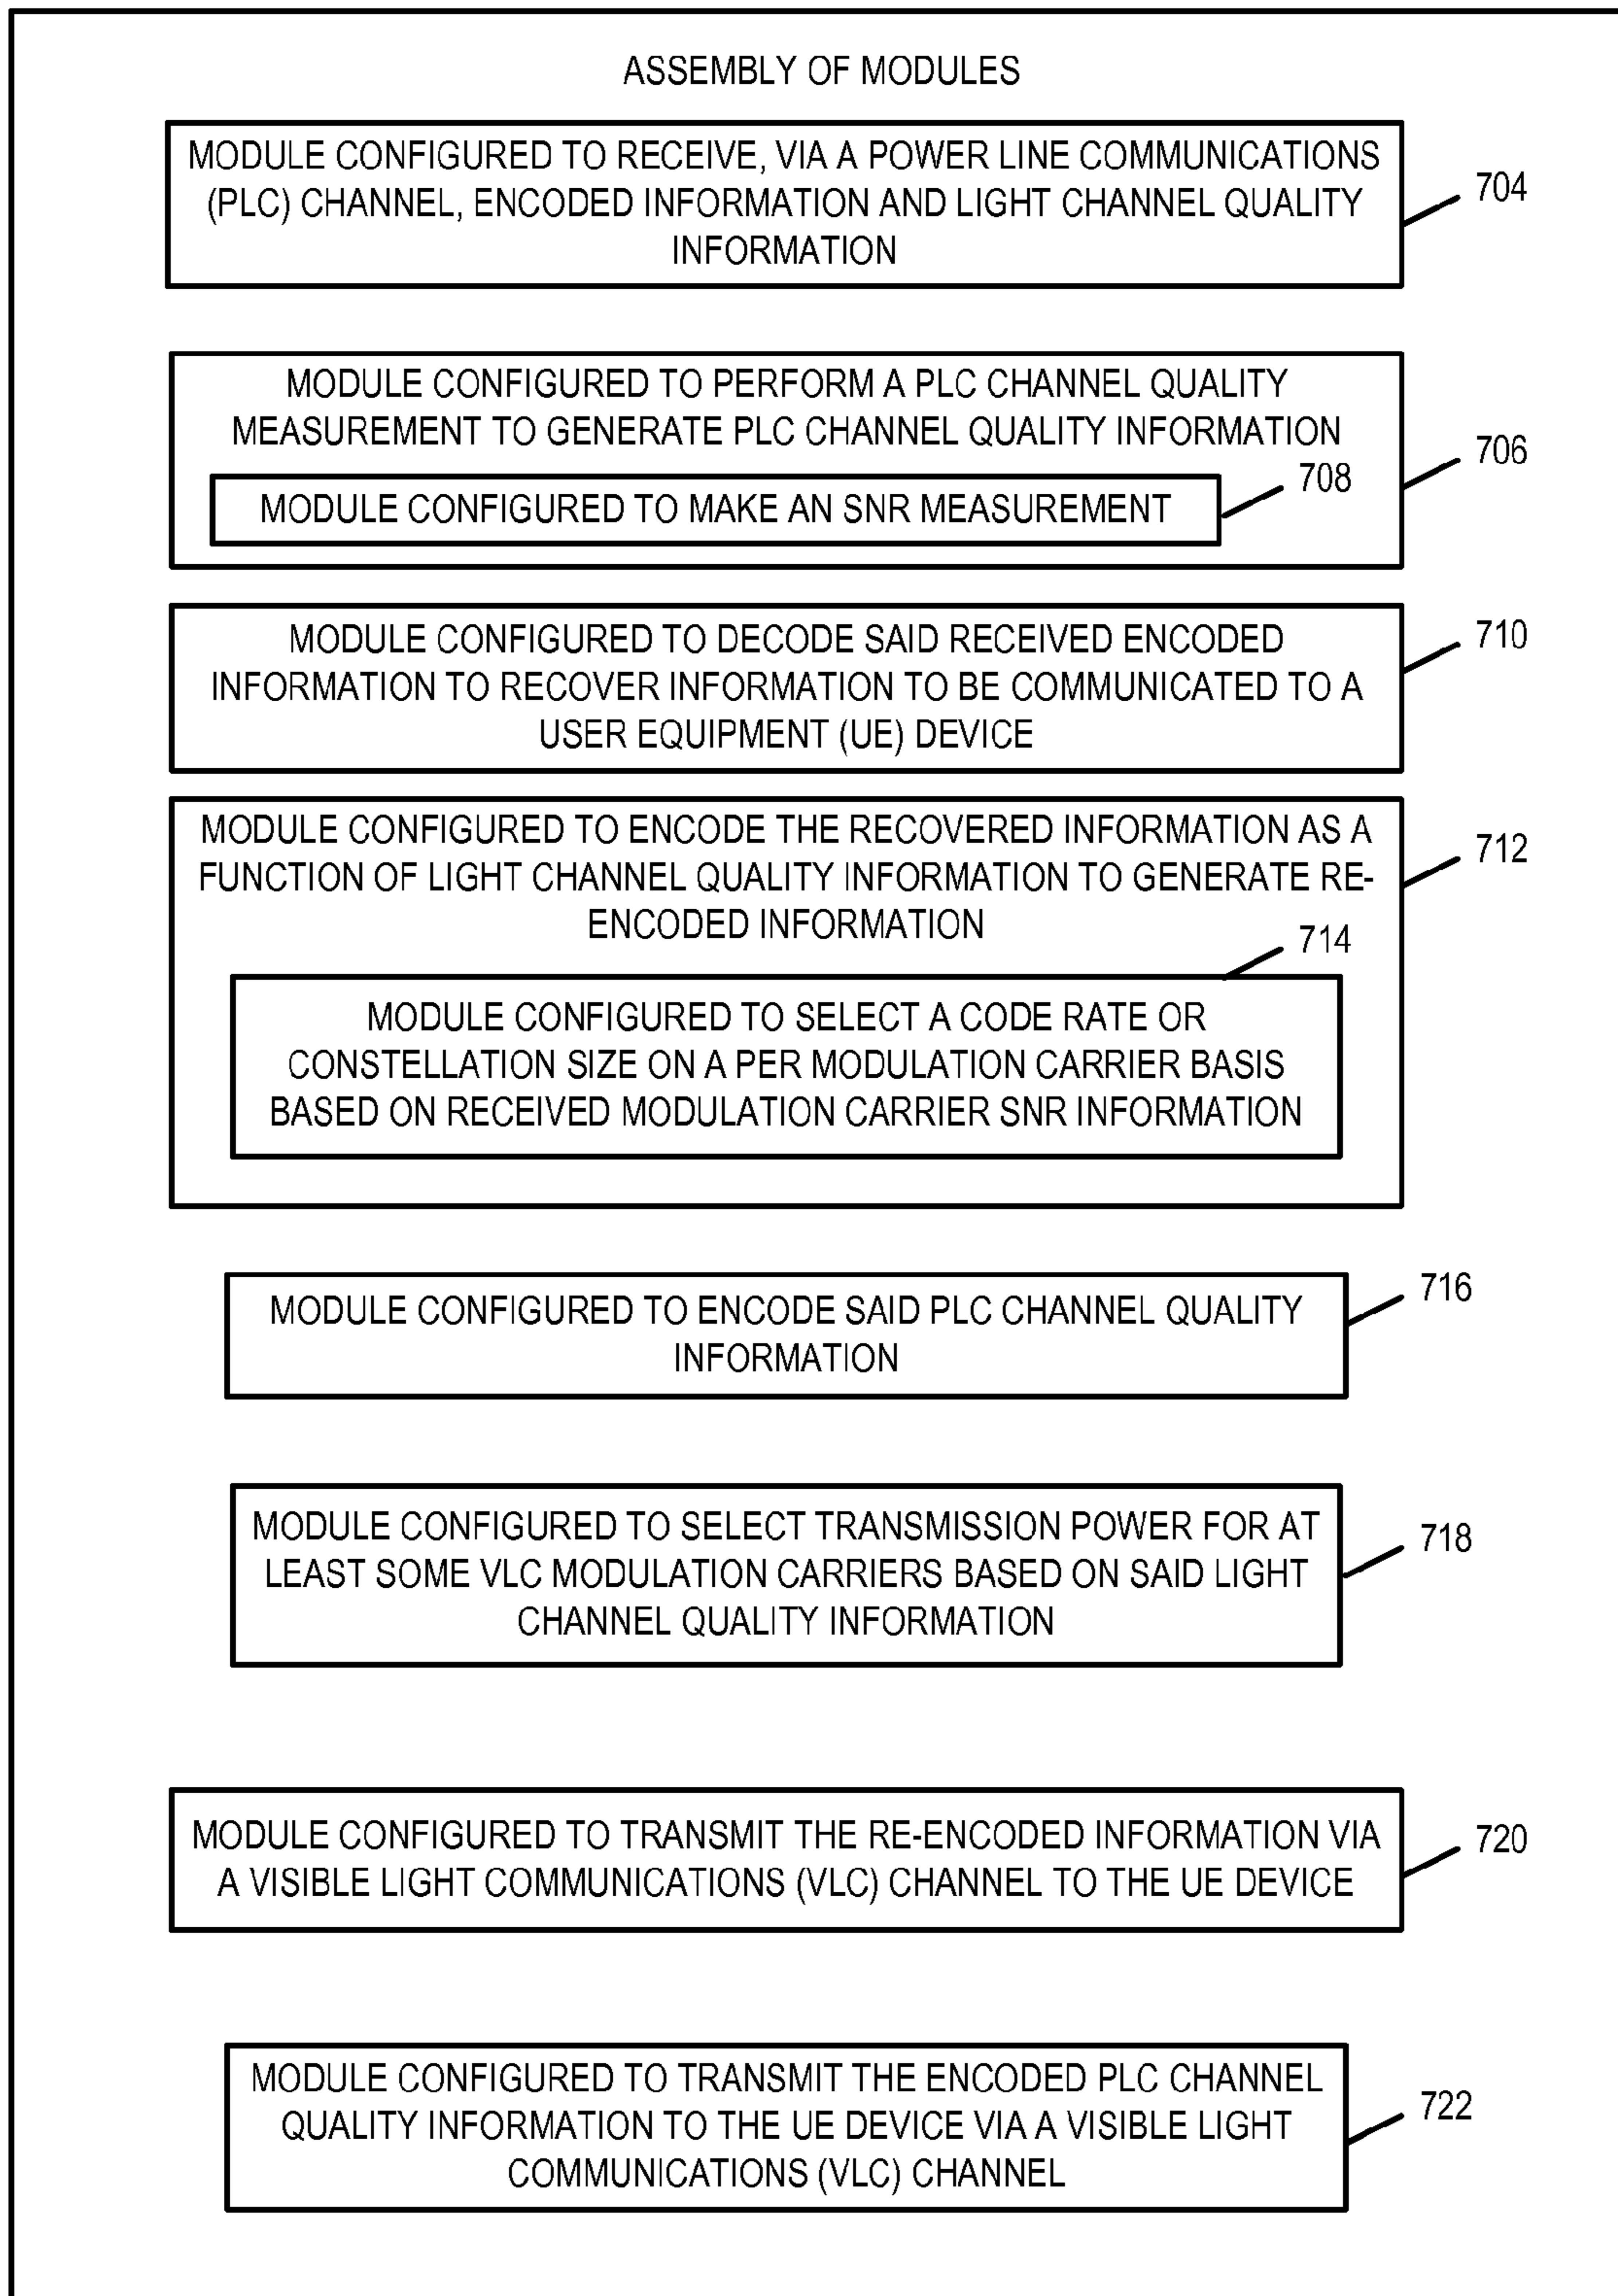 ASSEMBLY OF MODULES
MODULE CONFIGURED TO RECEIVE, VIA A POWER LINE COMMUNICATIONS
(PLC) CHANNEL, ENCODED INFORMATION AND LIGHT CHANNEL QUALITY
INFORMATION
704
MODULE CONFIGURED TO PERFORM A PLC CHANNEL QUALITY
MEASUREMENT TO GENERATE PLC CHANNEL QUALITY INFORMATION
706
708
MODULE CONFIGURED TO MAKE AN SNR MEASUREMENT
MODULE CONFIGURED TO DECODE SAID RECEIVED ENCODED
INFORMATION TO RECOVER INFORMATION TO BE COMMUNICATED TO A
USER EQUIPMENT (UE) DEVICE
710
MODULE CONFIGURED TO ENCODE THE RECOVERED INFORMATION AS A
FUNCTION OF LIGHT CHANNEL QUALITY INFORMATION TO GENERATE RE-
ENCODED INFORMATION
712
714
MODULE CONFIGURED TO SELECT A CODE RATE OR
CONSTELLATION SIZE ON A PER MODULATION CARRIER BASIS
BASED ON RECEIVED MODULATION CARRIER SNR INFORMATION
MODULE CONFIGURED TO ENCODE SAID PLC CHANNEL QUALITY
INFORMATION
716
MODULE CONFIGURED TO SELECT TRANSMISSION POWER FOR AT
LEAST SOME VLC MODULATION CARRIERS BASED ON SAID LIGHT
CHANNEL QUALITY INFORMATION
718
MODULE CONFIGURED TO TRANSMIT THE RE-ENCODED INFORMATION VIA
A VISIBLE LIGHT COMMUNICATIONS (VLC) CHANNEL TO THE UE DEVICE
720
MODULE CONFIGURED TO TRANSMIT THE ENCODED PLC CHANNEL
QUALITY INFORMATION TO THE UE DEVICE VIA A VISIBLE LIGHT
COMMUNICATIONS (VLC) CHANNEL
722